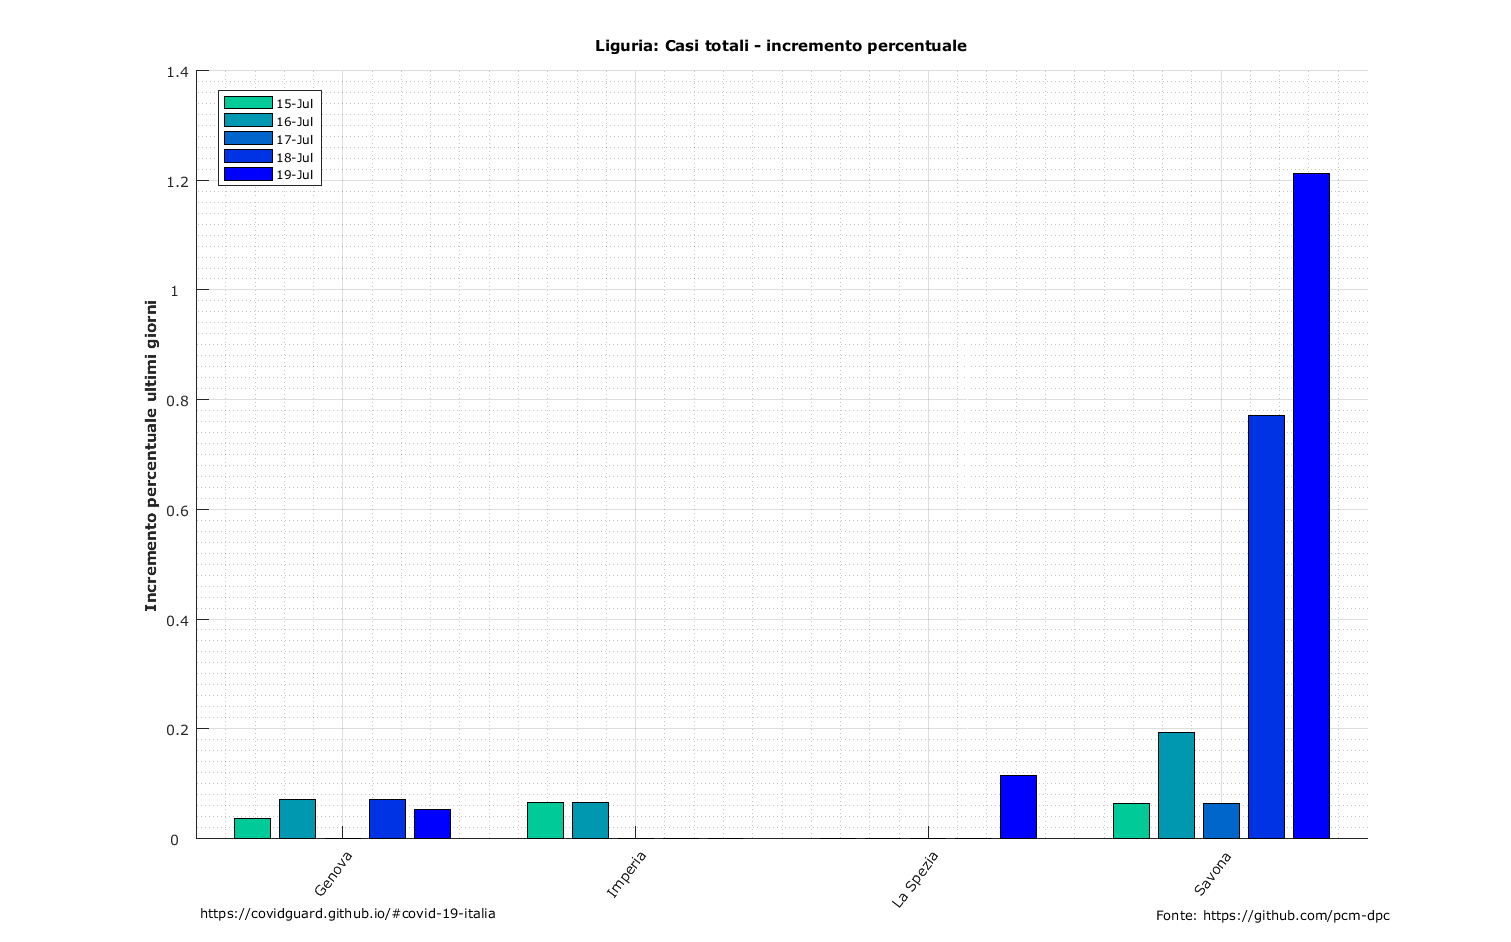 Liguria: Casi totali - incremento percentuale
1.4
1.2
1
0.8
0.6
0.4
0.2
0
Incremento percentuale ultimi giorni
15-Jul
16-Jul
17-Jul
18-Jul
19-Jul
Genova
Imperia
La Spezia
Savona
https://covidguard.github.io/#covid-19-italia
Fonte: https://github.com/pcm-dpc